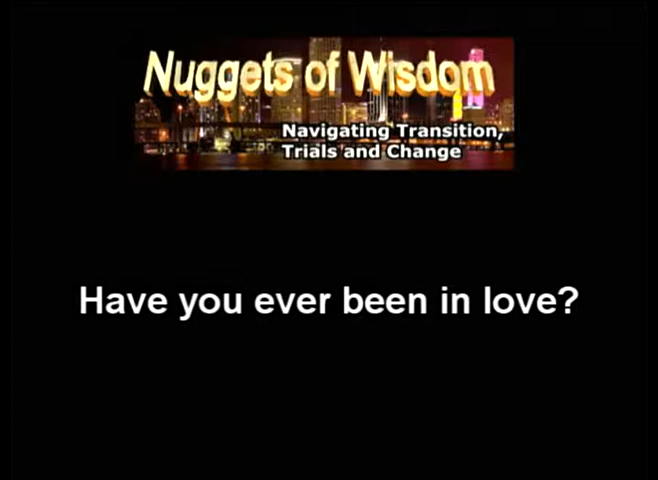 Nuggets of Wisdom
Navigating Transition,
Trials and Change
Have you ever been in love?